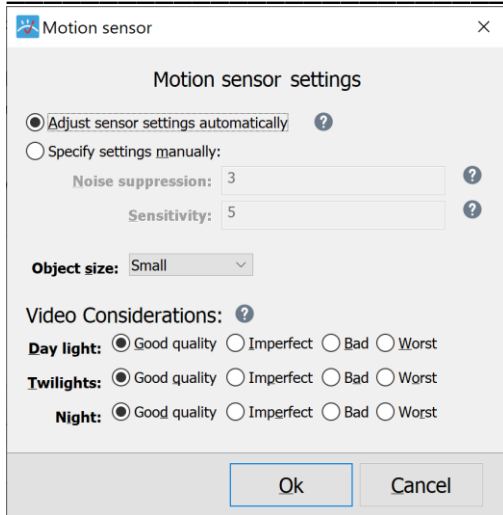 Motion sensor
Motion sensor settings
Adjust sensor settings automatically ?
Specify settings manually:
Noise suppression: 3 ?
Sensitivity: 5 ?
Object size: Small
Video Considerations: ?
Day light: Good quality Imperfect Bad Worst
Twilights: Good quality Imperfect Bad Worst
Night: Good quality Imperfect Bad Worst
Ok Cancel